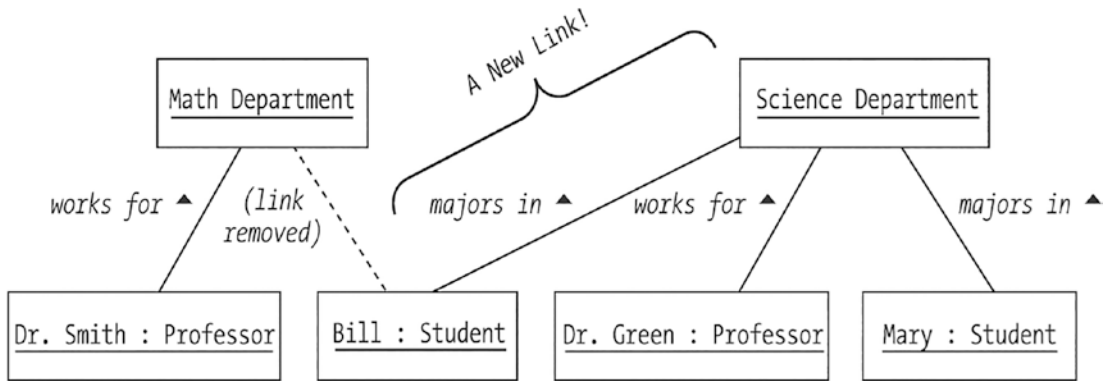 A New Link!
Math Department
Science Department
works for ▲
(link
removed)
majors in ▲
works for ▲
majors in ▲
Dr. Smith : Professor
Bill : Student
Dr. Green : Professor
Mary : Student